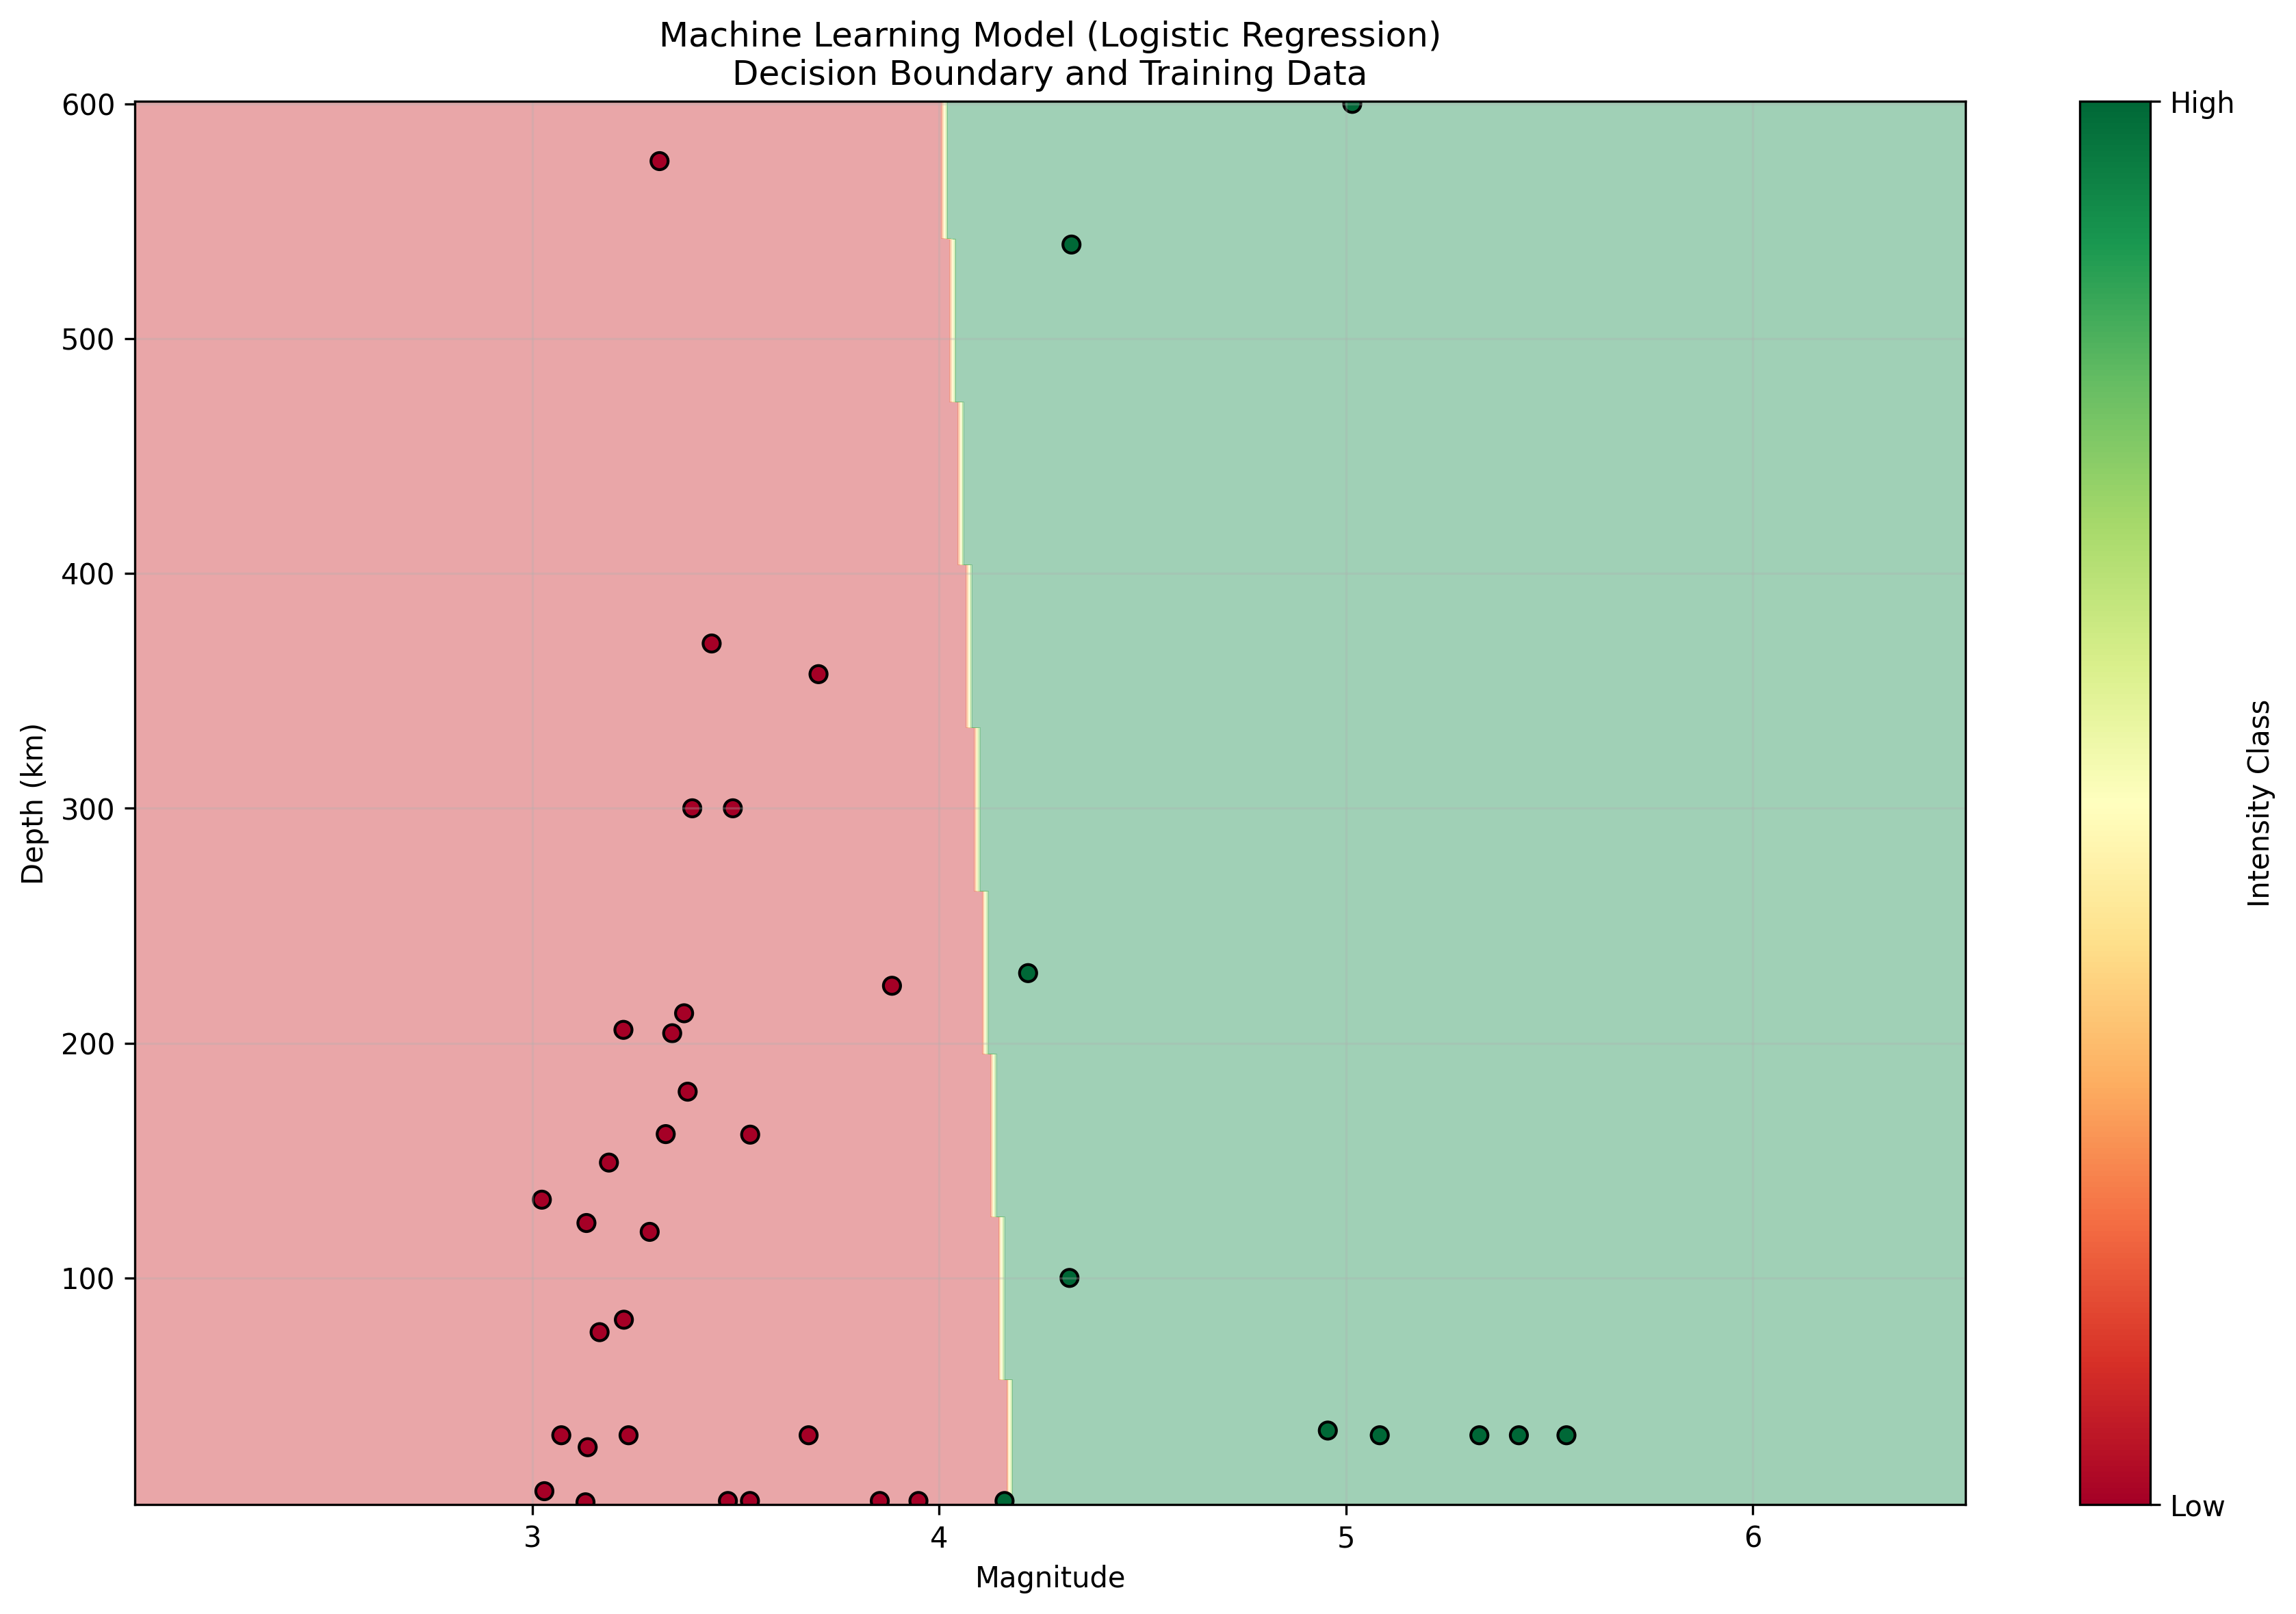 Machine Learning Model (Logistic Regression)
Decision Boundary and Training Data
600
500
400
300
200
100
Depth (km)
3 4 5 6
Magnitude
High
Low
Intensity Class